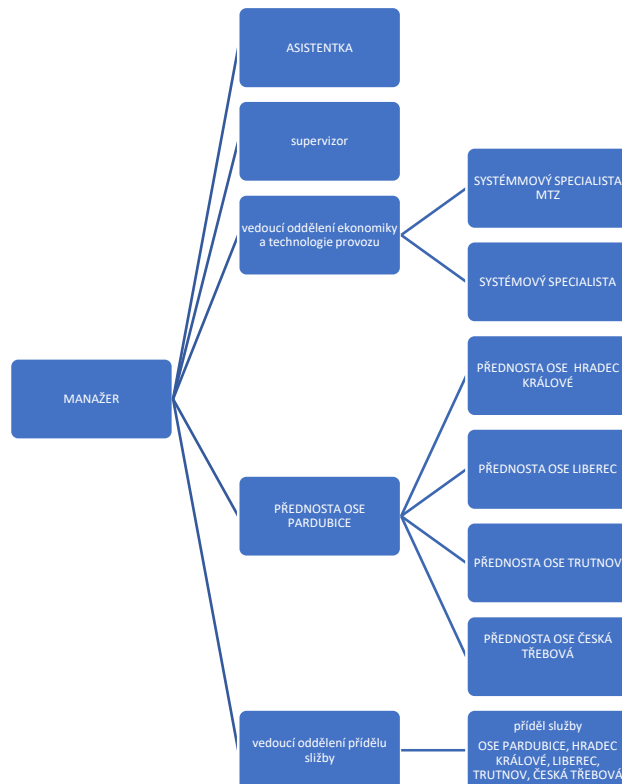 ASISTENTKA
supervizor
vedoucí oddělení ekonomiky
a technologie provozu
SYSTÉMMOVÝ SPECIALISTA
MTZ
SYSTÉMOVÝ SPECIALISTA
MANAŽER
PŘEDNOSTA OSE
PARDUBICE
PŘEDNOSTA OSE HRADEC
KRÁLOVÉ
PŘEDNOSTA OSE LIBEREC
PŘEDNOSTA OSE TRUTNOV
PŘEDNOSTA OSE ČESKÁ
TŘEBOVÁ
vedoucí oddělení přídělu
sližby
příděl služby
OSE PARDUBICE, HRADEC
KRÁLOVÉ, LIBEREC,
TRUTNOV, ČESKÁ TŘEBOVÁ